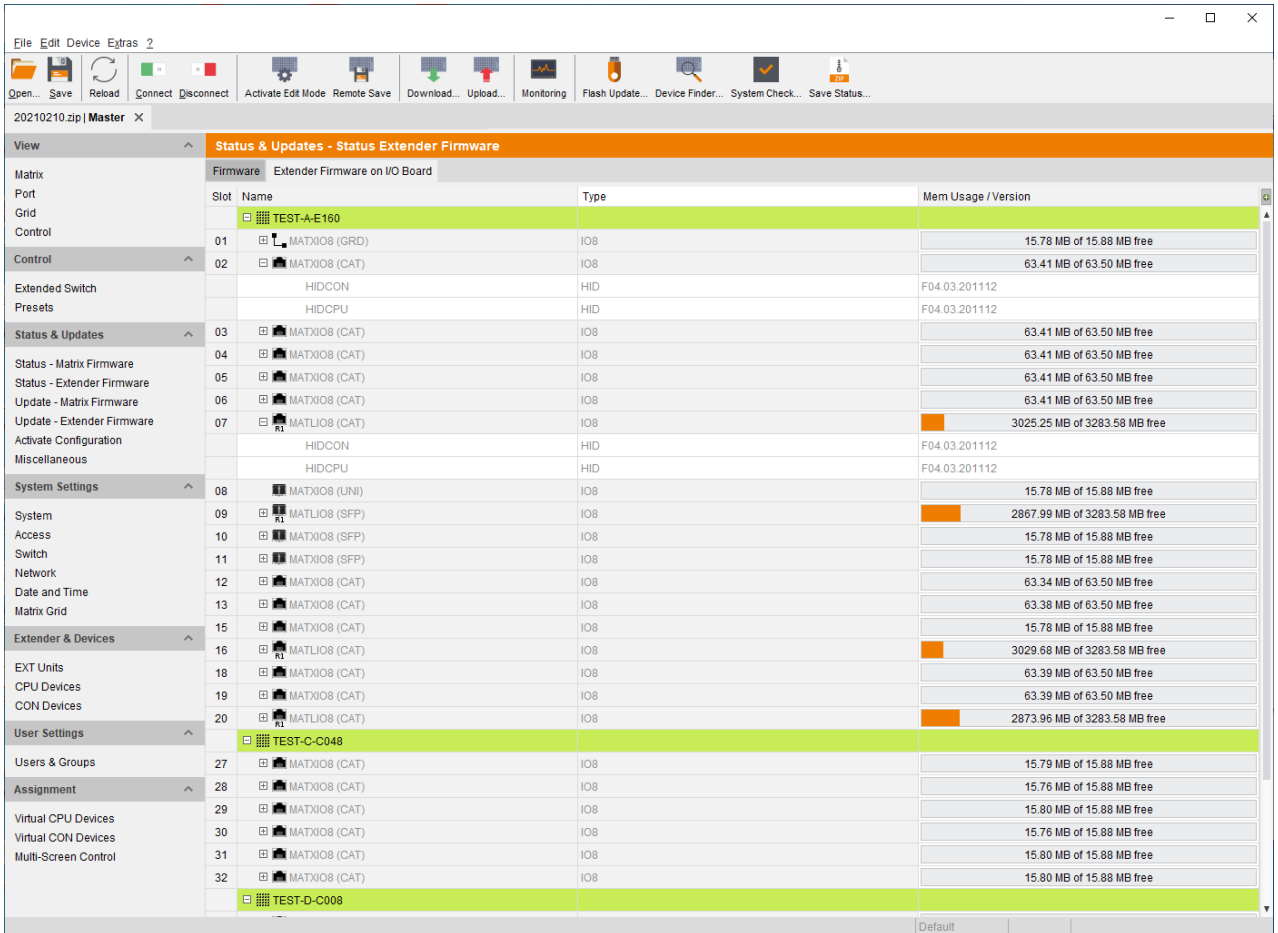 File Edit Device Extras ?
Open... Save Reload Connect Disconnect Activate Edit Mode Remote Save Download... Upload... Monitoring Flash Update... Device Finder... System Check... Save Status...
20210210.zip | Master
View
Matrix
Port
Grid
Control
Control
Extended Switch
Presets
Status & Updates
Status - Matrix Firmware
Status - Extender Firmware
Update - Matrix Firmware
Update - Extender Firmware
Activate Configuration
Miscellaneous
System Settings
System
Access
Switch
Network
Date and Time
Matrix Grid
Extender & Devices
EXT Units
CPU Devices
CON Devices
User Settings
Users & Groups
Assignment
Virtual CPU Devices
Virtual CON Devices
Multi-Screen Control
Status & Updates - Status Extender Firmware
Firmware Extender Firmware on I/O Board
Slot Name Type Mem Usage / Version
TEST-A-E160
01 MATXIO8 (GRD) IO8 15.78 MB of 15.88 MB free
02 MATXIO8 (CAT) IO8 63.41 MB of 63.50 MB free
HIDCON HID F04.03.201112
HIDCPU HID F04.03.201112
03 MATXIO8 (CAT) IO8 63.41 MB of 63.50 MB free
04 MATXIO8 (CAT) IO8 63.41 MB of 63.50 MB free
05 MATXIO8 (CAT) IO8 63.41 MB of 63.50 MB free
06 MATXIO8 (CAT) IO8 63.41 MB of 63.50 MB free
07 R1 MATLIO8 (CAT) IO8 3025.25 MB of 3283.58 MB free
HIDCON HID F04.03.201112
HIDCPU HID F04.03.201112
08 MATXIO8 (UNI) IO8 15.78 MB of 15.88 MB free
09 R1 MATLIO8 (SFP) IO8 2867.99 MB of 3283.58 MB free
10 MATXIO8 (SFP) IO8 15.78 MB of 15.88 MB free
11 MATXIO8 (SFP) IO8 15.78 MB of 15.88 MB free
12 MATXIO8 (CAT) IO8 63.34 MB of 63.50 MB free
13 MATXIO8 (CAT) IO8 63.38 MB of 63.50 MB free
15 MATXIO8 (CAT) IO8 15.78 MB of 15.88 MB free
16 R1 MATLIO8 (CAT) IO8 3029.68 MB of 3283.58 MB free
18 MATXIO8 (CAT) IO8 63.39 MB of 63.50 MB free
19 MATXIO8 (CAT) IO8 63.39 MB of 63.50 MB free
20 R1 MATLIO8 (CAT) IO8 2873.96 MB of 3283.58 MB free
TEST-C-C048
27 MATXIO8 (CAT) IO8 15.79 MB of 15.88 MB free
28 MATXIO8 (CAT) IO8 15.76 MB of 15.88 MB free
29 MATXIO8 (CAT) IO8 15.80 MB of 15.88 MB free
30 MATXIO8 (CAT) IO8 15.76 MB of 15.88 MB free
31 MATXIO8 (CAT) IO8 15.80 MB of 15.88 MB free
32 MATXIO8 (CAT) IO8 15.80 MB of 15.88 MB free
TEST-D-C008
Default